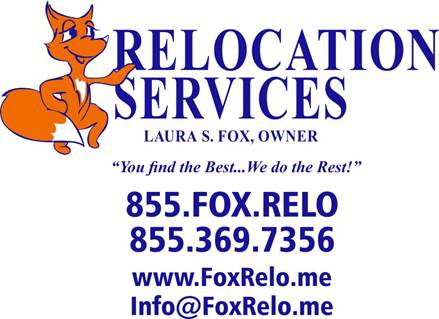 RELOCATION
SERVICES
LAURA S. FOX, OWNER
“You find the Best...We do the Rest!”
855.FOX.RELO
855.369.7356
www.FoxRelo.me
Info@FoxRelo.me